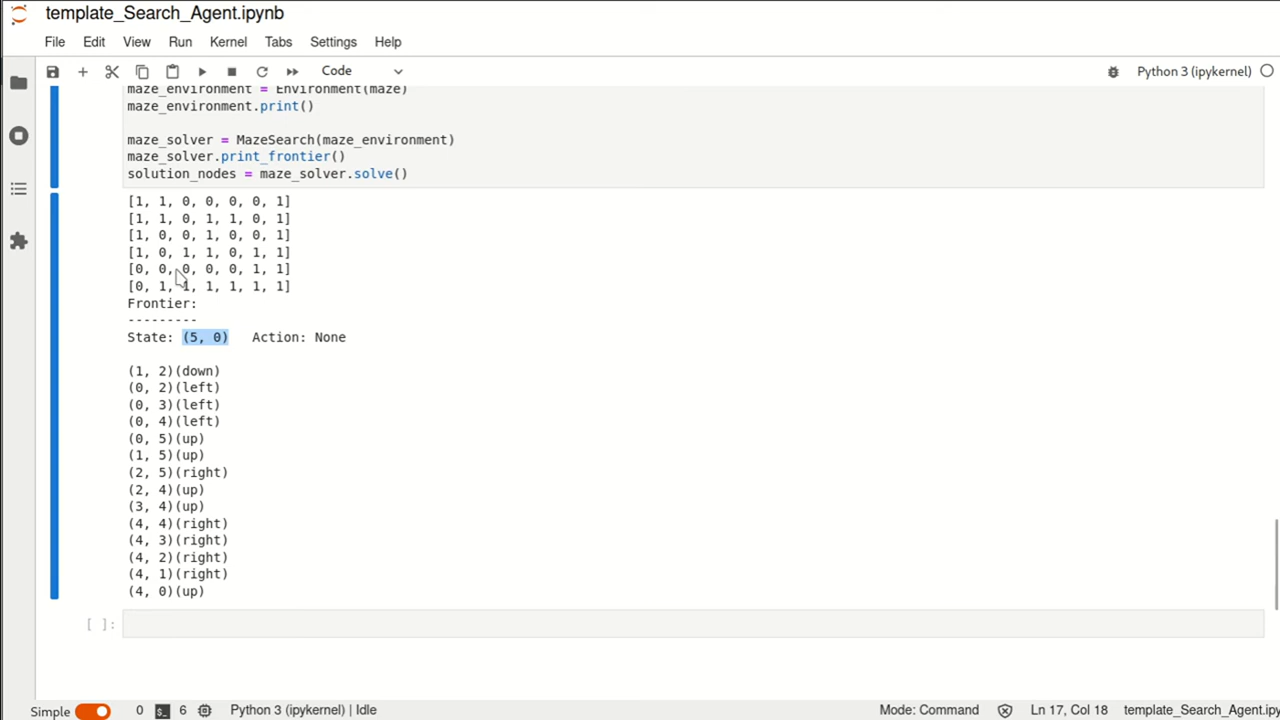 template_Search_Agent.ipynb
File Edit View Run Kernel Tabs Settings Help
Code Python 3 (ipykernel)
maze_environment = Environment(maze)
maze_environment.print()
maze_solver = MazeSearch(maze_environment)
maze_solver.print_frontier()
solution_nodes = maze_solver.solve()
[1, 1, 0, 0, 0, 0, 1]
[1, 1, 0, 1, 1, 0, 1]
[1, 0, 0, 1, 0, 0, 1]
[1, 0, 1, 1, 0, 1, 1]
[0, 0, 0, 0, 0, 1, 1]
[0, 1, 1, 1, 1, 1, 1]
Frontier:
---------
State: (5, 0) Action: None
(1, 2)(down)
(0, 2)(left)
(0, 3)(left)
(0, 4)(left)
(0, 5)(up)
(1, 5)(up)
(2, 5)(right)
(2, 4)(up)
(3, 4)(up)
(4, 4)(right)
(4, 3)(right)
(4, 2)(right)
(4, 1)(right)
(4, 0)(up)
[ ]:
Simple 0 6 Python 3 (ipykernel) | Idle Mode: Command Ln 17, Col 18 template_Search_Agent.ipy